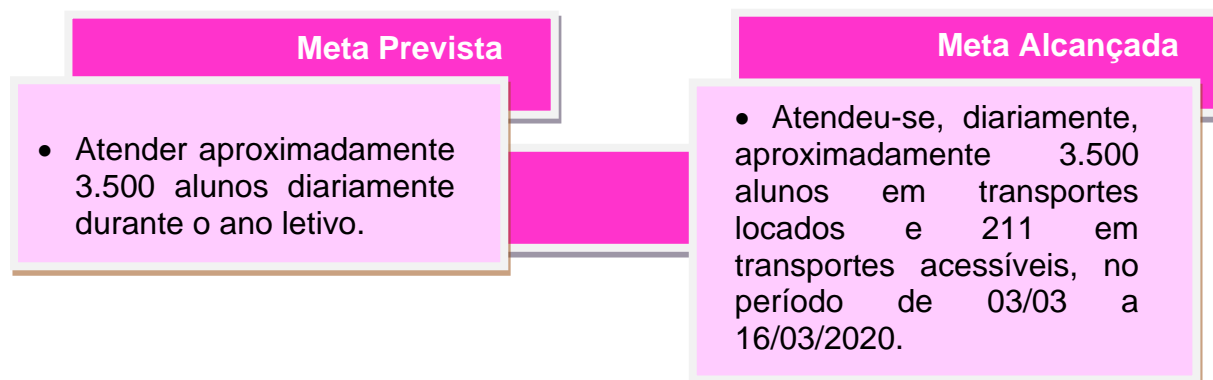 Meta Prevista
• Atender aproximadamente
3.500 alunos diariamente
durante o ano letivo.
Meta Alcançada
• Atendeu-se, diariamente,
aproximadamente 3.500
alunos em transportes
locados e 211 em
transportes acessíveis, no
período de 03/03 a
16/03/2020.